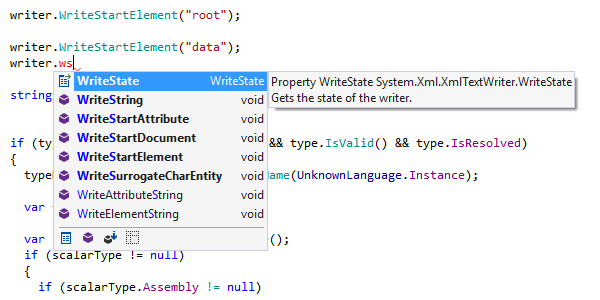 writer.WriteStartElement("root");
writer.WriteStartElement("data");
writer.ws
WriteState WriteState
Property WriteState System.Xml.XmlTextWriter.WriteState
Gets the state of the writer.
string
WriteString void
WriteStartAttribute void
WriteStartDocument void
if (ty && type.IsValid() && type.IsResolved)
WriteStartElement void
{
WriteSurrogateCharEntity void
type ame(UnknownLanguage.Instance);
WriteAttributeString void
var
WriteElementString void
var ();
if (scalarType != null)
{
if (scalarType.Assembly != null)